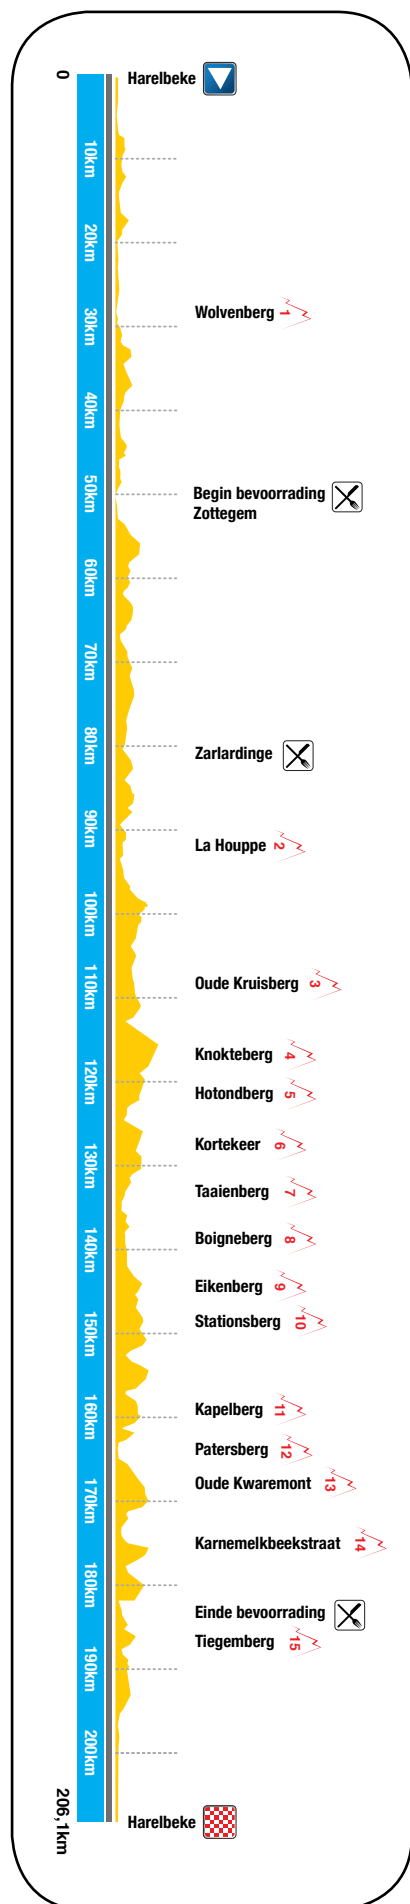 0
Harelbeke
10km
20km
Wolvenberg 1
30km
40km
50km
Begin bevoorrading
Zottegem
60km
70km
80km
Zarlardinge
90km
La Houppe 2
100km
Oude Kruisberg 3
110km
Knokteberg 4
120km
Hotondberg 5
Kortekeer 6
130km
Taaienberg 7
Boigneberg 8
140km
Eikenberg 9
Stationsberg 10
150km
Kapelberg 11
160km
Patersberg 12
Oude Kwaremont 13
170km
Karnemelkbeekstraat 14
180km
Einde bevoorrading
Tiegemberg 15
190km
200km
206,1km
Harelbeke